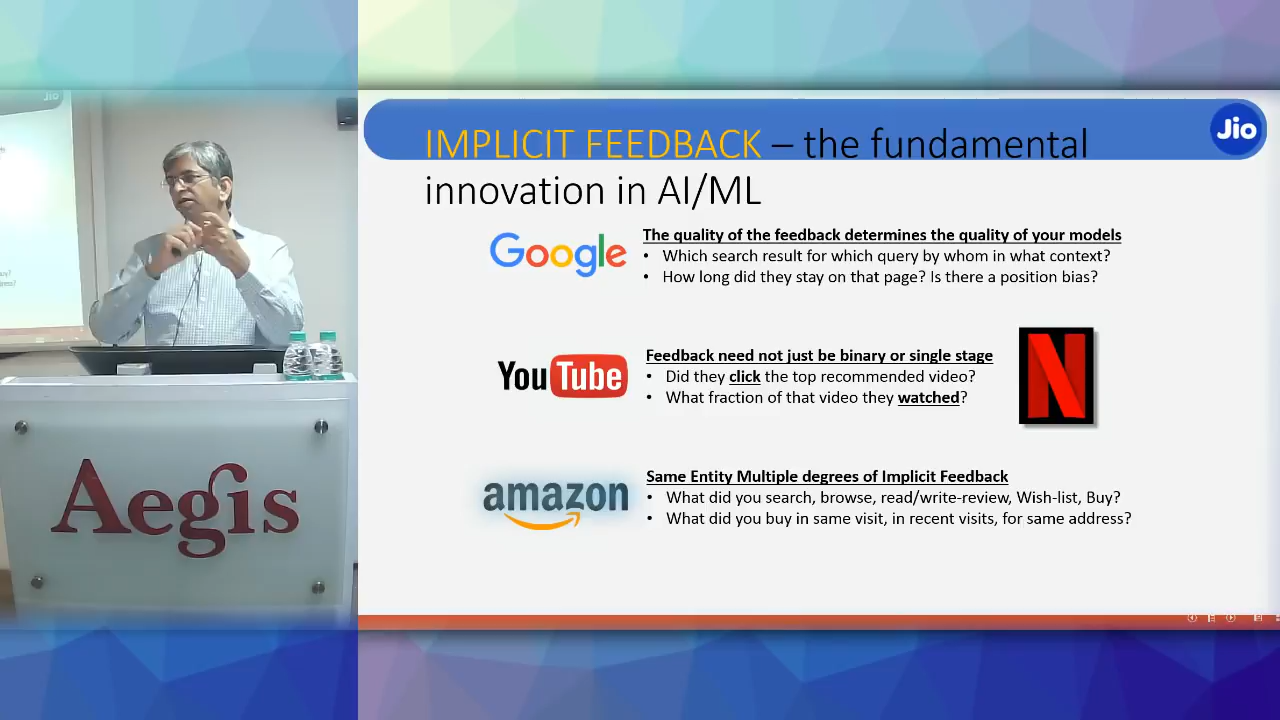 Jio
IMPLICIT FEEDBACK – the fundamental
innovation in AI/ML
Jio
Google
The quality of the feedback determines the quality of your models
• Which search result for which query by whom in what context?
• How long did they stay on that page? Is there a position bias?
YouTube
Feedback need not just be binary or single stage
• Did they click the top recommended video?
• What fraction of that video they watched?
N
amazon
Same Entity Multiple degrees of Implicit Feedback
• What did you search, browse, read/write-review, Wish-list, Buy?
• What did you buy in same visit, in recent visits, for same address?
Aegis